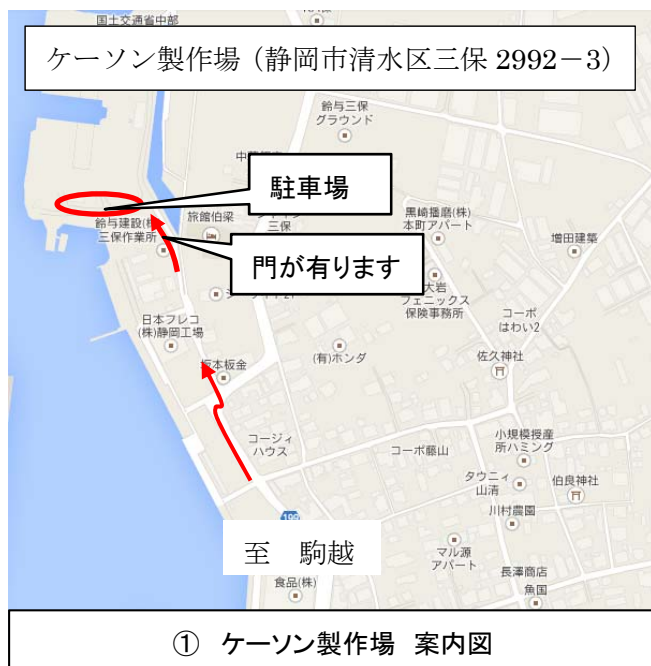 国土交通省中部
ケーソン製作場（静岡市清水区三保 2992－3）
鈴与三保
グラウンド
駐車場
鈴与建設(株)
三保作業所
旅館伯梁
三保
黒崎播磨(株)
本町アパート
増田建築
門が有ります
大岩
フェニックス
保険事務所
コーポ
はわい2
日本フレコ
(株)静岡工場
(有)ホンダ
佐久神社
坂本板金
コージィ
ハウス
コーポ藤山
小規模授産
所ハミング
タウニィ
山清
伯良神社
川村農園
199
至　駒越
マル源
アパート
長澤商店
食品(株)
魚国
① ケーソン製作場 案内図